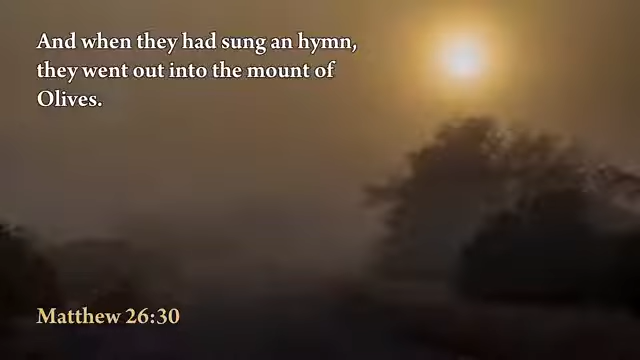 And when they had sung an hymn,
they went out into the mount of
Olives.
Matthew 26:30